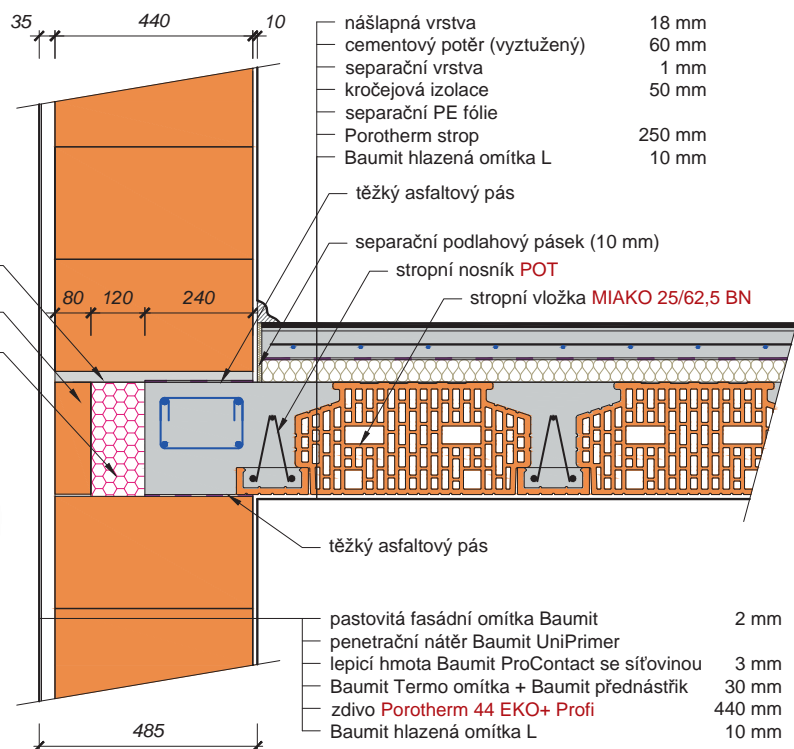 35 440 10
nášlapná vrstva 18 mm
cementový potěr (vyztužený) 60 mm
separační vrstva 1 mm
kročejová izolace 50 mm
separační PE fólie
Porotherm strop 250 mm
Baumit hlazená omítka L 10 mm
těžký asfaltový pás
separační podlahový pásek (10 mm)
stropní nosník POT
80 120 240
stropní vložka MIAKO 25/62,5 BN
těžký asfaltový pás
pastovitá fasádní omítka Baumit 2 mm
penetrační nátěr Baumit UniPrimer
lepicí hmota Baumit ProContact se síťovinou 3 mm
Baumit Termo omítka + Baumit přednástřik 30 mm
zdivo Porotherm 44 EKO+ Profi 440 mm
Baumit hlazená omítka L 10 mm
485